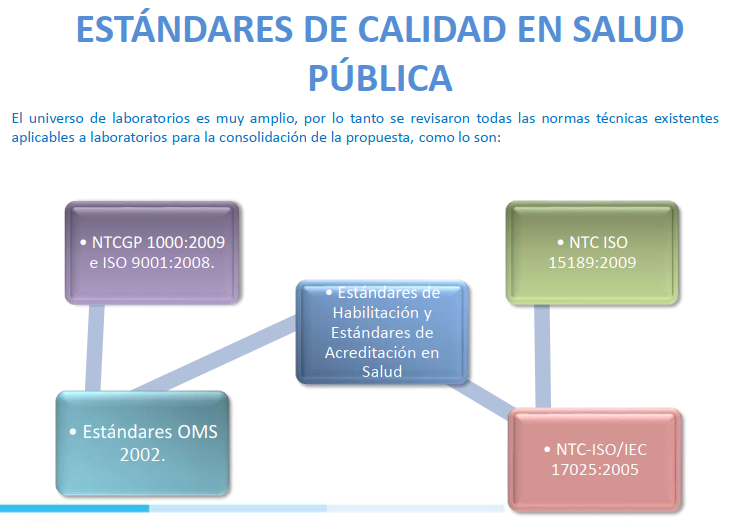 ESTÁNDARES DE CALIDAD EN SALUD
PÚBLICA
El universo de laboratorios es muy amplio, por lo tanto se revisaron todas las normas técnicas existentes
aplicables a laboratorios para la consolidación de la propuesta, como lo son:
• NTCGP 1000:2009
e ISO 9001:2008.
• Estándares OMS
2002.
• Estándares de
Habilitación y
Estándares de
Acreditación en
Salud
• NTC-ISO/IEC
17025:2005
• NTC ISO
15189:2009